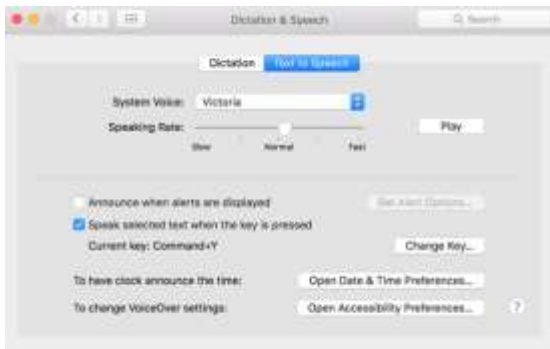 Dictation & Speech
Search
Dictation Text to Speech
System Voice: Victoria
Speaking Rate:
Play
Slow Normal Fast
Announce when alerts are displayed
Set Alert Options...
Speak selected text when the key is pressed
Current key: Command+Y
Change Key...
To have clock announce the time:
Open Date & Time Preferences...
To change VoiceOver settings:
Open Accessibility Preferences...
?